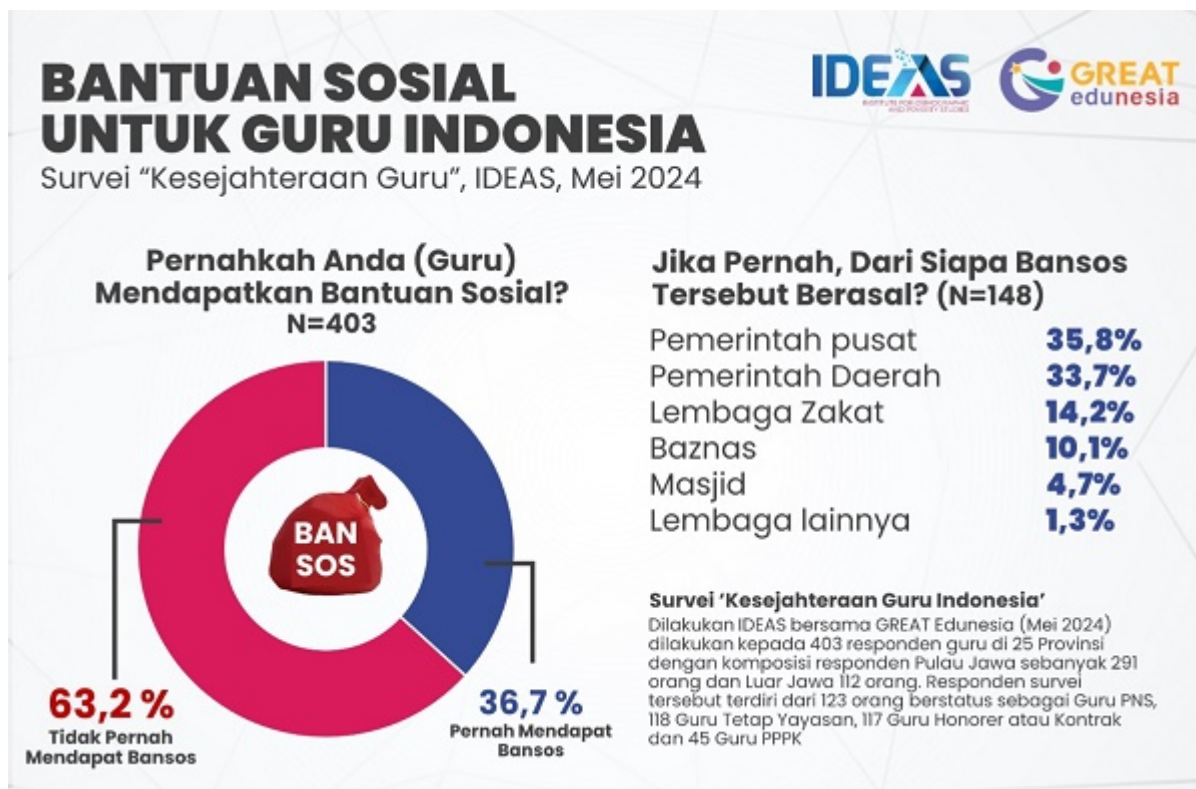 BANTUAN SOSIAL
UNTUK GURU INDONESIA
Survei “Kesejahteraan Guru”, IDEAS, Mei 2024
IDEAS
INSTITUTE FOR DEMOGRAPHIC
AND POVERTY STUDIES
GREAT
edunesia
Pernahkah Anda (Guru)
Mendapatkan Bantuan Sosial?
N=403
BAN
SOS
63,2 %
Tidak Pernah
Mendapat Bansos
36,7 %
Pernah Mendapat
Bansos
Jika Pernah, Dari Siapa Bansos
Tersebut Berasal? (N=148)
Pemerintah pusat 35,8%
Pemerintah Daerah 33,7%
Lembaga Zakat 14,2%
Baznas 10,1%
Masjid 4,7%
Lembaga lainnya 1,3%
Survei ‘Kesejahteraan Guru Indonesia’
Dilakukan IDEAS bersama GREAT Edunesia (Mei 2024)
dilakukan kepada 403 responden guru di 25 Provinsi
dengan komposisi responden Pulau Jawa sebanyak 291
orang dan Luar Jawa 112 orang. Responden survei
tersebut terdiri dari 123 orang berstatus sebagai Guru PNS,
118 Guru Tetap Yayasan, 117 Guru Honorer atau Kontrak
dan 45 Guru PPPK